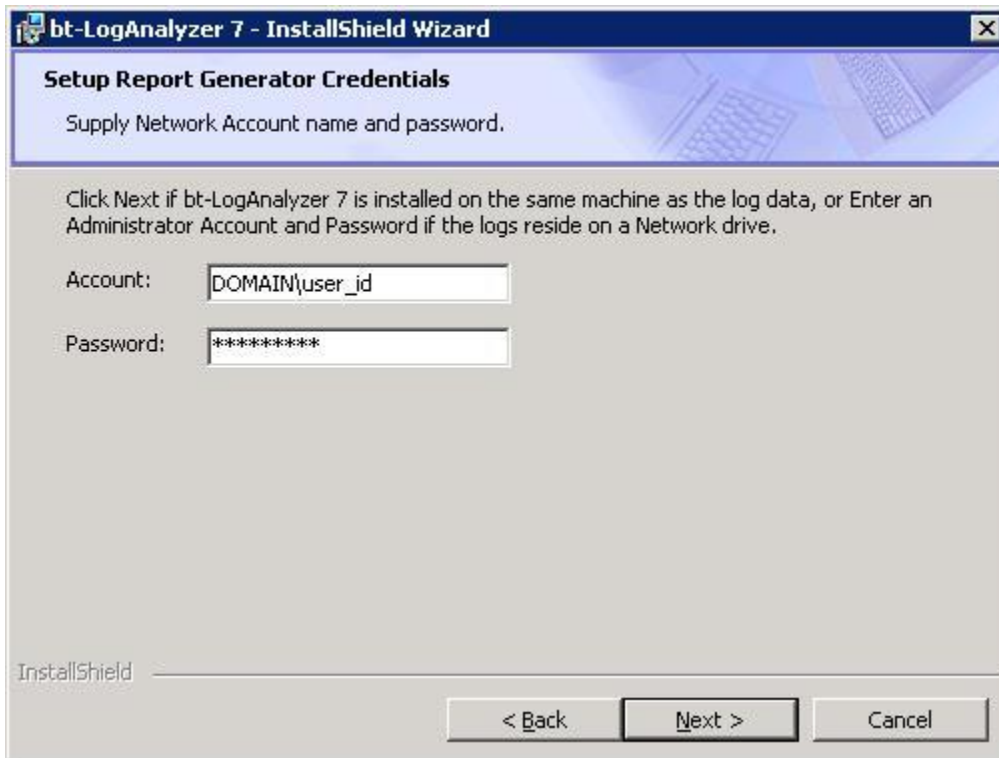 bt-LogAnalyzer 7 - InstallShield Wizard
Setup Report Generator Credentials
Supply Network Account name and password.
Click Next if bt-LogAnalyzer 7 is installed on the same machine as the log data, or Enter an
Administrator Account and Password if the logs reside on a Network drive.
Account: DOMAIN\user_id
Password: *********
InstallShield
< Back Next > Cancel